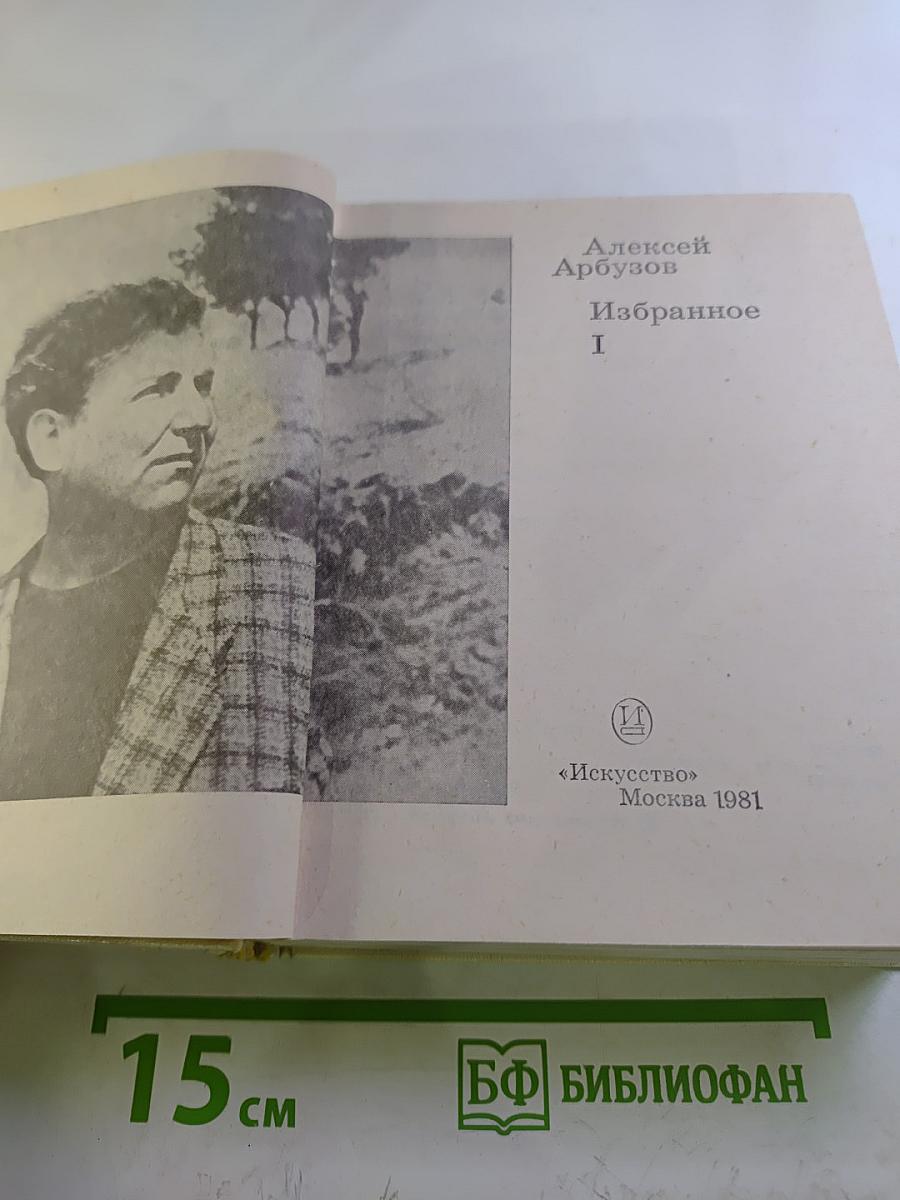 Алексей
Арбузов
Избранное
I
И
«Искусство»
Москва 1981
15 см
БФ БИБЛИОФАН